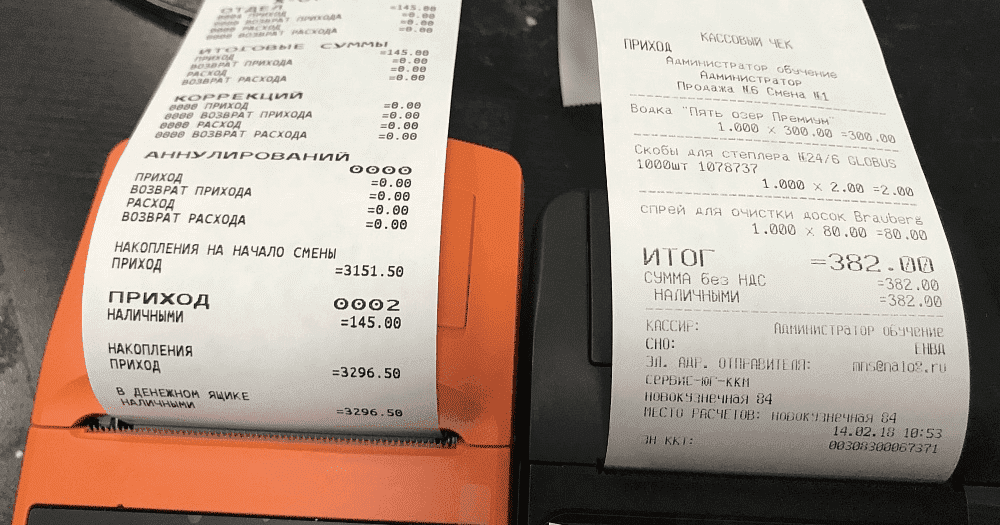 ОТДЕЛ =145.00
0001 ПРИХОД =0.00
0000 ВОЗВРАТ ПРИХОДА =0.00
0000 РАСХОД =0.00
0000 ВОЗВРАТ РАСХОДА
ИТОГОВЫЕ СУММЫ
ПРИХОД =145.00
ВОЗВРАТ ПРИХОДА =0.00
РАСХОД =0.00
ВОЗВРАТ РАСХОДА =0.00
КОРРЕКЦИЙ
0000 ПРИХОД =0.00
0000 ВОЗВРАТ ПРИХОДА =0.00
0000 РАСХОД =0.00
0000 ВОЗВРАТ РАСХОДА =0.00
АННУЛИРОВАНИЙ
0000
ПРИХОД =0.00
ВОЗВРАТ ПРИХОДА =0.00
РАСХОД =0.00
ВОЗВРАТ РАСХОДА =0.00
НАКОПЛЕНИЯ НА НАЧАЛО СМЕНЫ
ПРИХОД =3151.50
ПРИХОД 0002
НАЛИЧНЫМИ =145.00
НАКОПЛЕНИЯ
ПРИХОД =3296.50
В ДЕНЕЖНОМ ЯЩИКЕ
НАЛИЧНЫМИ =3296.50
КАССОВЫЙ ЧЕК
ПРИХОД
Администратор обучение
Администратор
Продажа №6 Смена №1
Водка "Пять озер Премиум"
1.000 х 300.00 =300.00
Скобы для степлера №24/6 GLOBUS
1000шт 1078737
1.000 х 2.00 =2.00
спрей для очистки досок Brauberg
1.000 х 80.00 =80.00
ИТОГ =382.00
СУММА без НДС =382.00
НАЛИЧНЫМИ =382.00
КАССИР: Администратор обучение
СНО: ЕНВД
ЭЛ. АДР. ОТПРАВИТЕЛЯ: mns@nalog.ru
СЕРВИС-ЮГ-ККМ
новокузнечная 84
МЕСТО РАСЧЕТОВ: новокузнечная 84
14.02.18 10:53
ЗН ККТ: 00308300067371